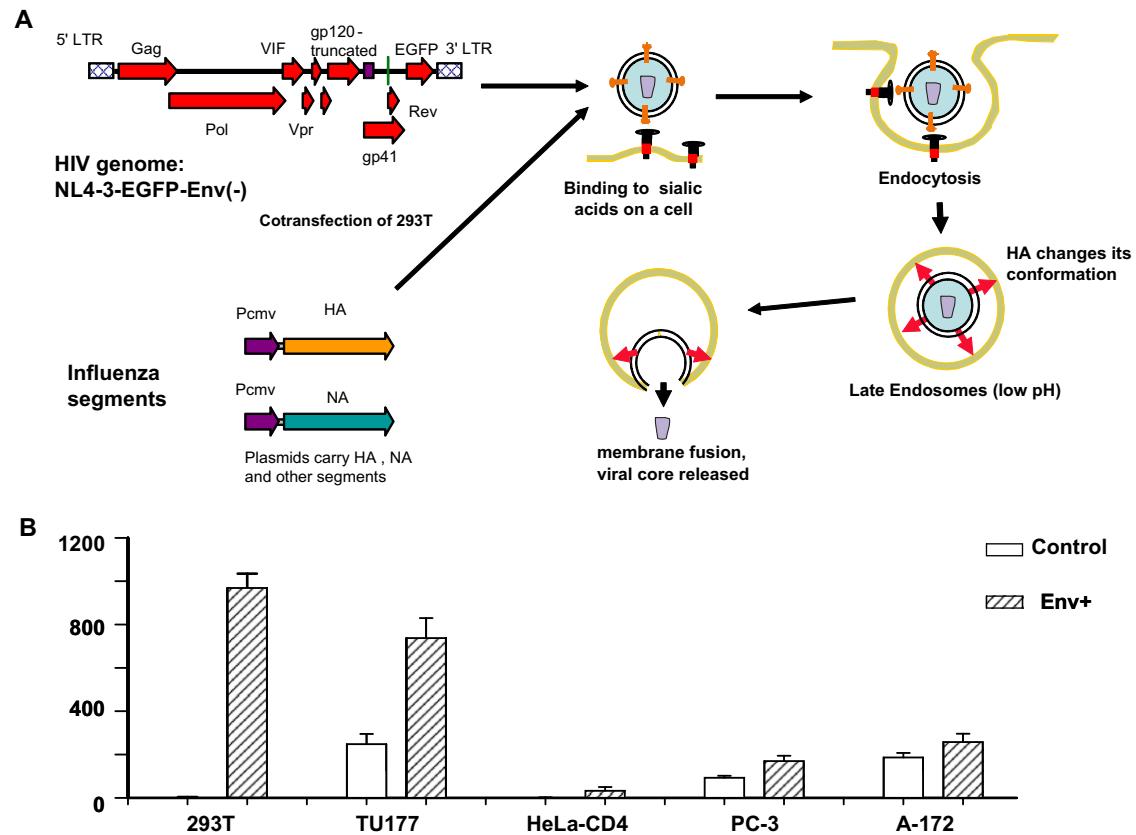 A
5' LTR
Gag
VIF
gp120-
truncated
EGFP
3' LTR
Pol
Vpr
Rev
gp41
HIV genome:
NL4-3-EGFP-Env(-)
Cotransfection of 293T
Binding to sialic
acids on a cell
Endocytosis
HA changes its
conformation
Late Endosomes (low pH)
membrane fusion,
viral core released
Influenza
segments
Pcmv
HA
Pcmv
NA
Plasmids carry HA , NA
and other segments
B
1200
800
400
0
293T
TU177
HeLa-CD4
PC-3
A-172
Control
Env+